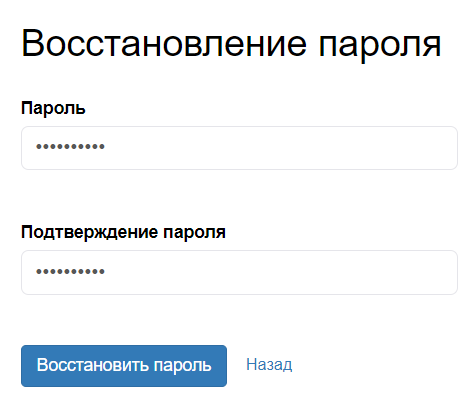 Восстановление пароля
Пароль
••••••••••
Подтверждение пароля
••••••••••
Восстановить пароль Назад